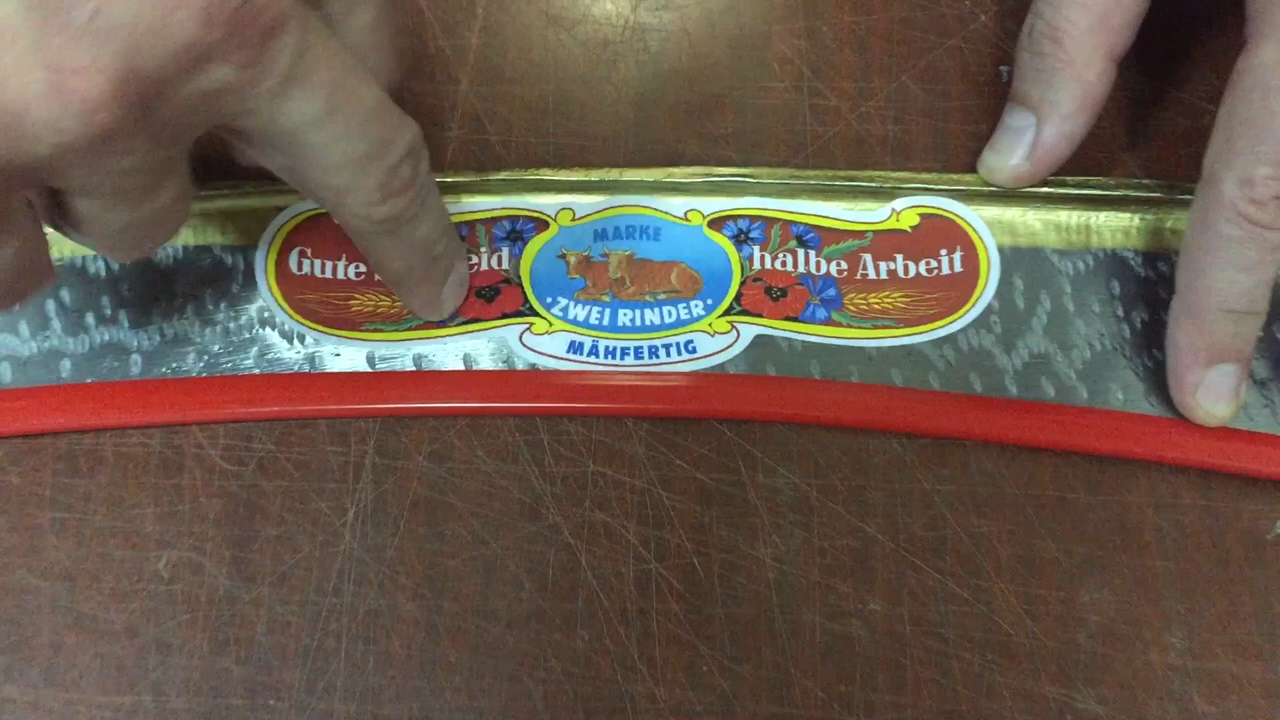 Gute
halbe Arbeit
MARKE
· ZWEI RINDER ·
MÄHFERTIG